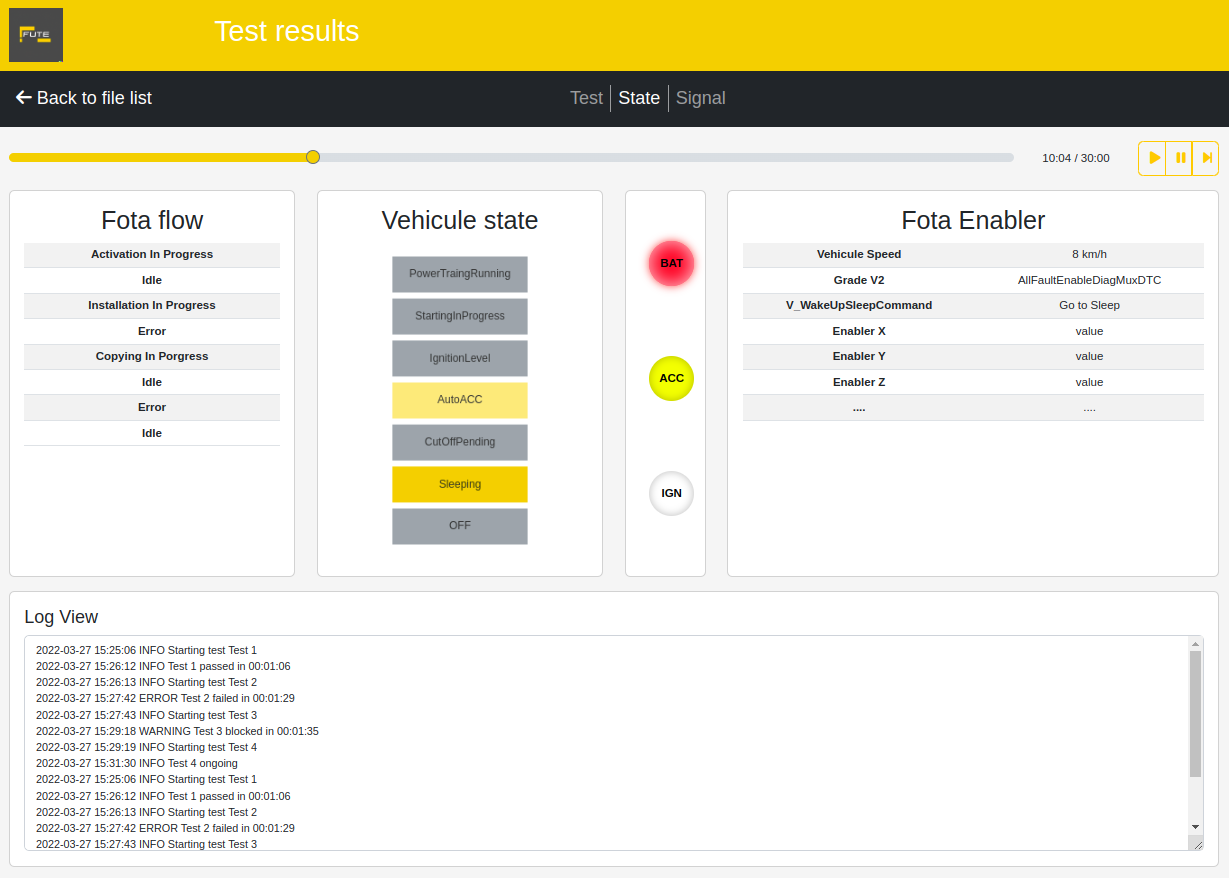 FUTE
Test results
Back to file list
Test
State
Signal
10:04 / 30:00
Fota flow
Activation In Progress
Idle
Installation In Progress
Error
Copying In Porgress
Idle
Error
Idle
Vehicule state
PowerTraingRunning
StartingInProgress
IgnitionLevel
AutoACC
CutOffPending
Sleeping
OFF
BAT
ACC
IGN
Fota Enabler
Vehicule Speed 8 km/h
Grade V2 AllFaultEnableDiagMuxDTC
V_WakeUpSleepCommand Go to Sleep
Enabler X value
Enabler Y value
Enabler Z value
.... ....
Log View
2022-03-27 15:25:06 INFO Starting test Test 1
2022-03-27 15:26:12 INFO Test 1 passed in 00:01:06
2022-03-27 15:26:13 INFO Starting test Test 2
2022-03-27 15:27:42 ERROR Test 2 failed in 00:01:29
2022-03-27 15:27:43 INFO Starting test Test 3
2022-03-27 15:29:18 WARNING Test 3 blocked in 00:01:35
2022-03-27 15:29:19 INFO Starting test Test 4
2022-03-27 15:31:30 INFO Test 4 ongoing
2022-03-27 15:25:06 INFO Starting test Test 1
2022-03-27 15:26:12 INFO Test 1 passed in 00:01:06
2022-03-27 15:26:13 INFO Starting test Test 2
2022-03-27 15:27:42 ERROR Test 2 failed in 00:01:29
2022-03-27 15:27:43 INFO Starting test Test 3